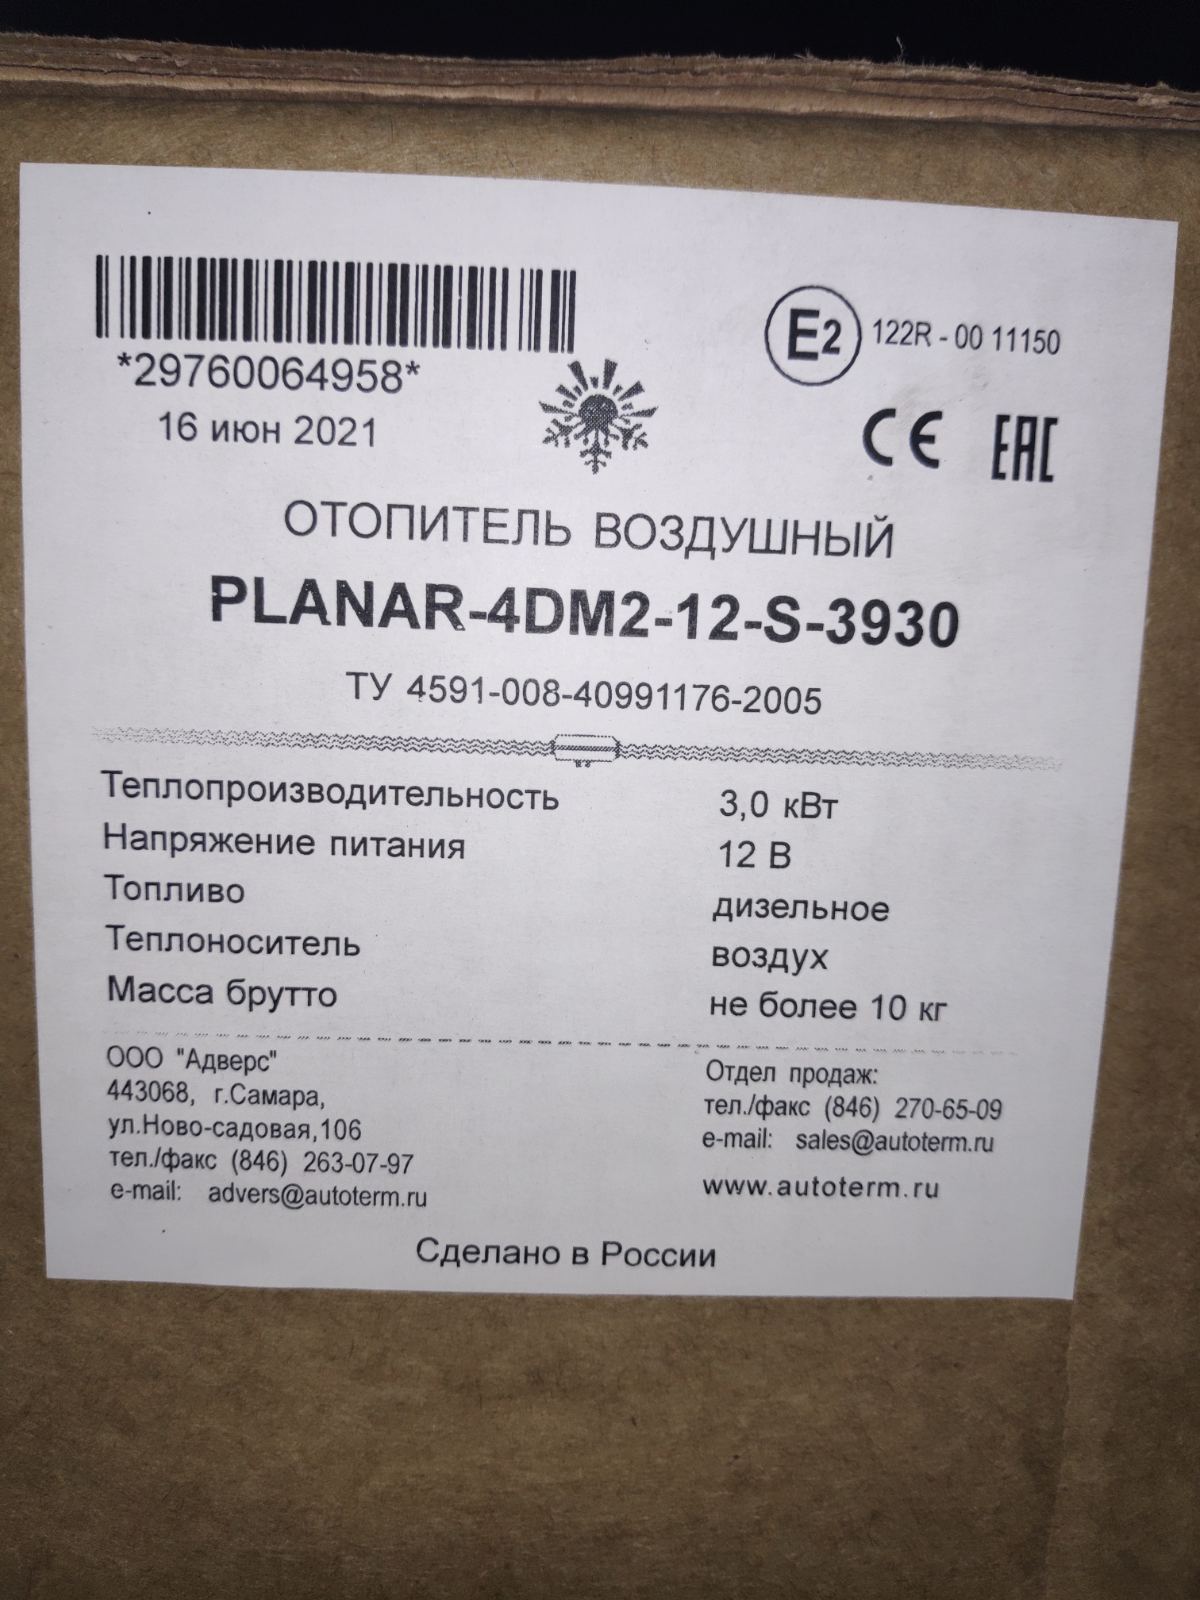 *29760064958*
16 июн 2021
E2 122R - 00 11150
CE EAC
ОТОПИТЕЛЬ ВОЗДУШНЫЙ
PLANAR-4DM2-12-S-3930
ТУ 4591-008-40991176-2005
Теплопроизводительность 3,0 кВт
Напряжение питания 12 В
Топливо дизельное
Теплоноситель воздух
Масса брутто не более 10 кг
ООО "Адверс"
443068, г.Самара,
ул.Ново-садовая,106
тел./факс (846) 263-07-97
e-mail: advers@autoterm.ru
Отдел продаж:
тел./факс (846) 270-65-09
e-mail: sales@autoterm.ru
www.autoterm.ru
Сделано в России